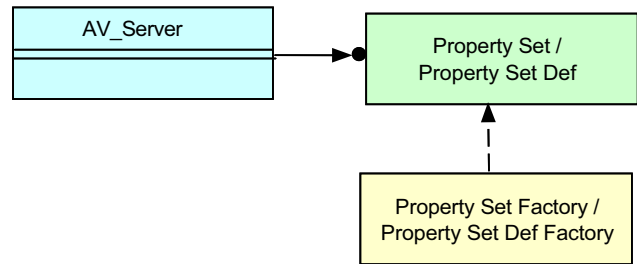 AV_Server
Property Set /
Property Set Def
Property Set Factory /
Property Set Def Factory